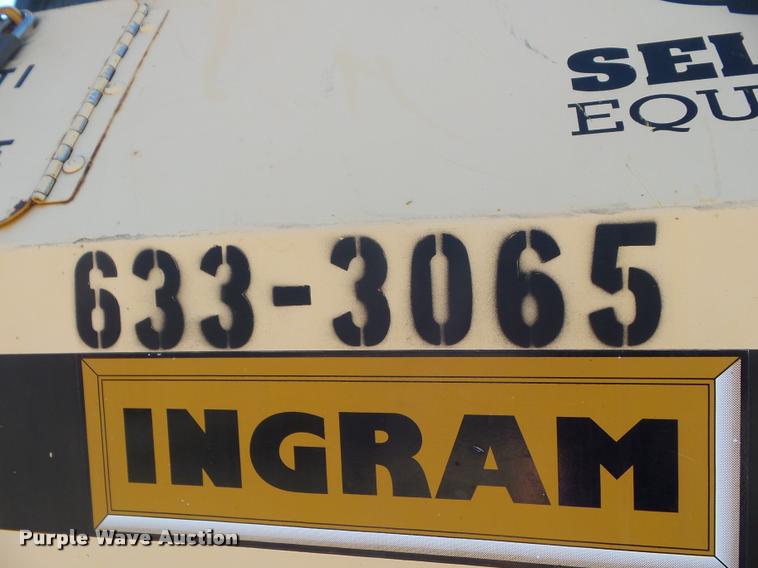 SEL
EQU
633-3065
INGRAM
Purple Wave Auction